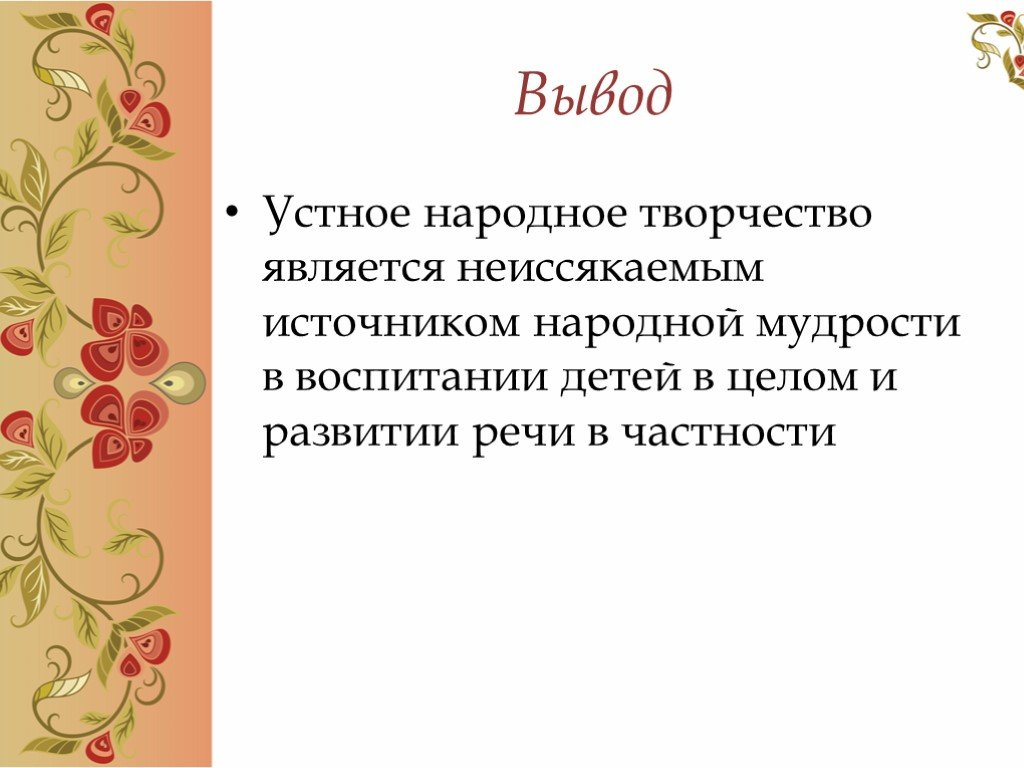 Вывод
• Устное народное творчество
является неиссякаемым
источником народной мудрости
в воспитании детей в целом и
развитии речи в частности